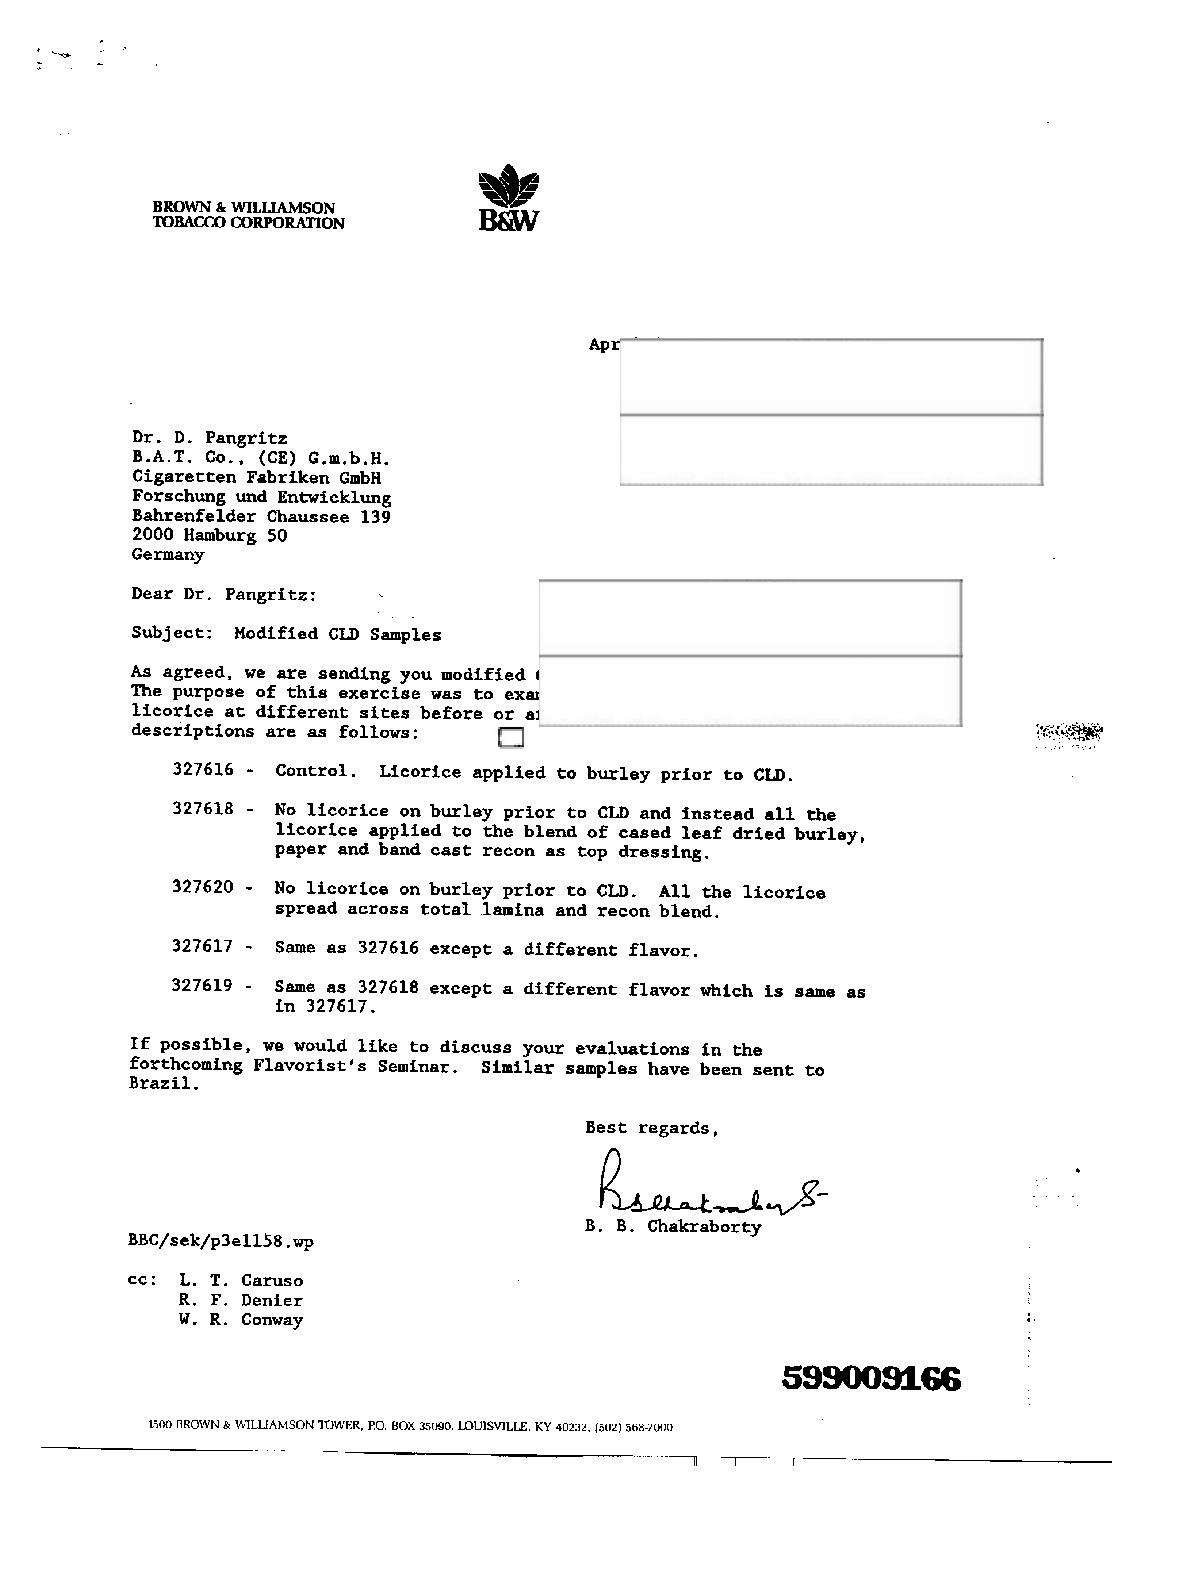 BROWN & WILLIAMSON
TOBACCO CORPORATION
B&W
Apr
Dr. D. Pangritz
B.A.T. Co., (CE) G.m.b.H.
Cigaretten Fabriken GmbH
Forschung und Entwicklung
Bahrenfelder Chaussee 139
2000 Hamburg 50
Germany
Dear Dr. Pangritz:
Subject: Modified CLD Samples
As agreed, we are sending you modified
The purpose of this exercise was to
licorice at different sites before or
descriptions are as follows:
327616 - Control. Licorice applied to burley prior to CLD.
327618 - No licorice on burley prior to CLD and instead all the
licorice applied to the blend of cased leaf dried burley,
paper and band cast recon as top dressing.
327620 - No licorice on burley prior to CLD. All the licorice
spread across total lamina and recon blend.
327617 - Same as 327616 except a different flavor.
327619 - Same as 327618 except a different flavor which is same as
in 327617.
If possible, we would like to discuss your evaluations in the
forthcoming Flavorist's Seminar. Similar samples have been sent to
Brazil.
Best regards,
B. B. Chakraborty
BBC/sek/p3e1158.wp
cc: L. T. Caruso
R. F. Denier
W. R. Conway
599009166
1500 BROWN & WILLIAMSON TOWER, P.O. BOX 35090, LOUISVILLE, KY 40232, (502) 568-7000